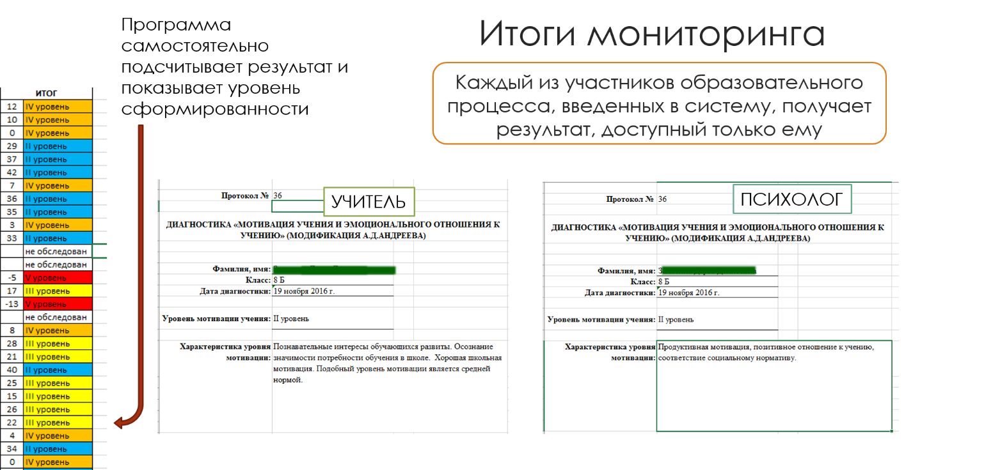 Программа
самостоятельно
подсчитывает результат и
показывает уровень
сформированности
Итоги мониторинга
Каждый из участников образовательного
процесса, введенных в систему, получает
результат, доступный только ему
ИТОГ
12 IV уровень
10 IV уровень
0 IV уровень
29 II уровень
37 II уровень
42 II уровень
7 IV уровень
36 II уровень
35 II уровень
3 IV уровень
33 II уровень
не обследован
не обследован
-5 V уровень
17 III уровень
-13 V уровень
не обследован
8 IV уровень
28 III уровень
21 III уровень
40 II уровень
25 III уровень
15 III уровень
26 III уровень
22 III уровень
4 IV уровень
34 II уровень
0 IV уровень
Протокол № 36
УЧИТЕЛЬ
ДИАГНОСТИКА «МОТИВАЦИЯ УЧЕНИЯ И ЭМОЦИОНАЛЬНОГО ОТНОШЕНИЯ К
УЧЕНИЮ» (МОДИФИКАЦИЯ А.Д.АНДРЕЕВА)
Фамилия, имя:
Класс: 8 Б
Дата диагностики: 19 ноября 2016 г.
Уровень мотивации учения: II уровень
Характеристика уровня Познавательные интересы обучающихся развиты. Осознание
мотивации: значимости потребности обучения в школе. Хорошая школьная
мотивация. Подобный уровень мотивации является средней
нормой.
Протокол № 36
ПСИХОЛОГ
ДИАГНОСТИКА «МОТИВАЦИЯ УЧЕНИЯ И ЭМОЦИОНАЛЬНОГО ОТНОШЕНИЯ К
УЧЕНИЮ» (МОДИФИКАЦИЯ А.Д.АНДРЕЕВА)
Фамилия, имя:
Класс: 8 Б
Дата диагностики: 19 ноября 2016 г.
Уровень мотивации учения: II уровень
Характеристика уровня Продуктивная мотивация, позитивное отношение к учению,
мотивации: соответствие социальному нормативу.